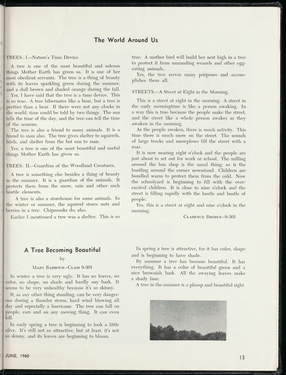 The World Around Us
TREES: I.—Nature's Time Device
A tree is one of the most beautiful and solemn
things Mother Earth has given us. It is one of her
most obedient servants. The tree is a thing of beauty
with its leaves sparkling green during the summer,
and a dull brown and shaded orange during the fall.
Yes, I have said that the tree is a time device. This
is so true. A tree hibernates like a bear, but a tree is
prettier than a bear. If there were not any clocks in
the world, time could be told by two things. The sun
tells the time of the day, and the tree can tell the time
of the seasons.
The tree is also a friend to many animals. It is a
friend to man also. The tree gives shelter to squirrels,
birds, and shelter from the hot sun to man.
Yes, a tree is one of the most beautiful and useful
things Mother Earth has given us.
TREES: II.—Guardian of the Woodland Creatures
A tree is something else besides a thing of beauty
in the summer. It is a guardian of the animals. It
protects them from the snow, rain and other such
hostile elements.
A tree is also a storehouse for some animals. In
the winter or summer, the squirrel stores nuts and
berries in a tree. Chipmunks do, also.
Earlier I mentioned a tree was a shelter. This is so
true. A mother bird will build her nest high in a tree
to protect it from marauding weasels and other egg
eating animals.
Yes, the tree serves many purposes and accom-
plishes them all.
STREETS—A Street at Eight in the Morning
This is a street at eight in the morning. A street in
the early morningtime is like a person awaking. In
a way this is true because the people make the street,
and the street like a whole person awakes as they
awaken in the morning.
As the people awaken, there is much activity. This
time there is much snow on the street. The sounds
of large trucks and snowplows fill the street with a
roar.
It is now nearing eight o'clock and the people are
just about to set out for work or school. The milling
around the bus shop is the usual thing, so is the
bustling around the corner newsstand. Children are
bundled warm to protect them from the cold. Now
the schoolyard is beginning to fill with the over-
excited children. It is close to nine o'clock and the
street is filling rapidly with the hustle and bustle of
people.
Yes, this is a street at eight and nine o'clock in the
morning.
A Tree Becoming Beautiful
by
MARY BARBOUR—CLASS 9-301
In winter a tree is very ugly. It has no leaves, no
color, no shape, no shade and hardly any bark. It
seems to be very unhealthy because it's so skinny.
It, as any other thing standing, can be very danger-
ous during a thunder storm, hard wind blowing all
day and especially a hurricane. The tree can fall on
people, cars and on any moving thing. It can even
kill.
In early spring a tree is beginning to look a little
alive. It's still not so attractive, but at least, it's not
so skinny, and its leaves are beginning to bloom.
In spring a tree is attractive, for it has color, shape
and is beginning to have shade.
By summer a tree has become beautiful. It has
everything. It has a color of beautiful green and a
nice brownish bark. All the swaying leaves make
a shade tree.
A tree in the summer is a plump and beautiful sight.
JUNE, 1960
13